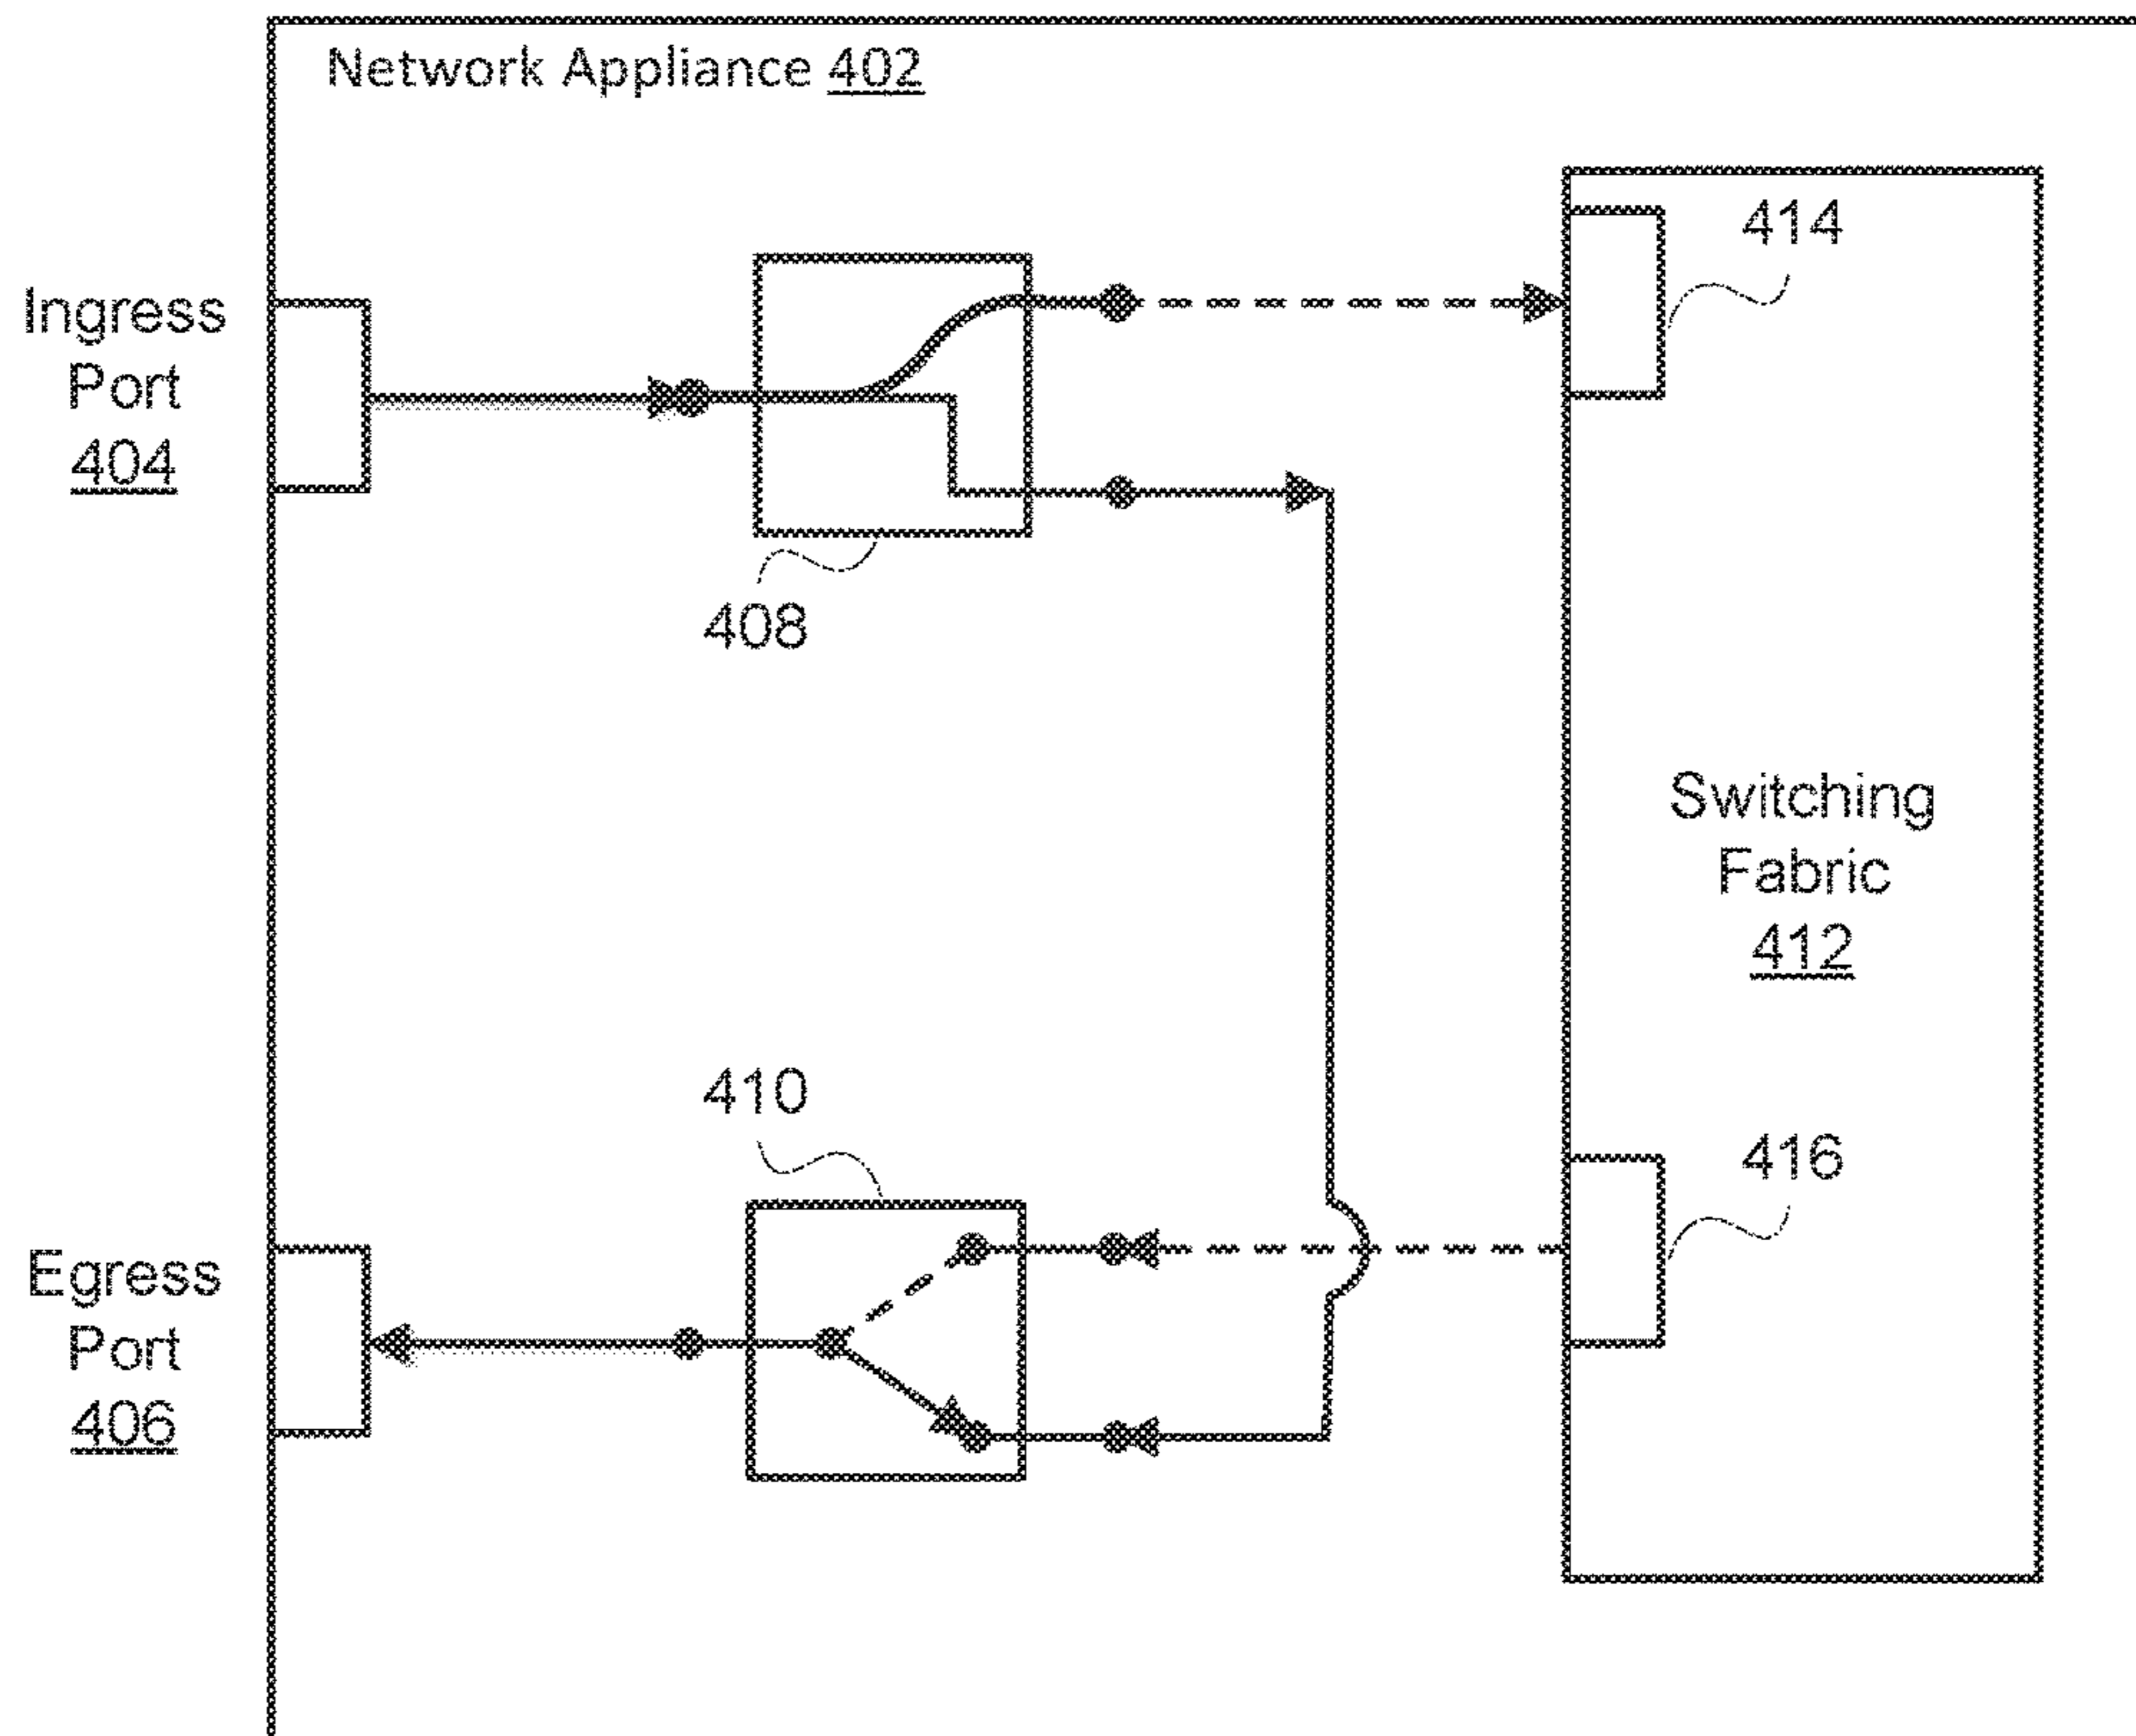 Network Appliance 402
414
Ingress
Port
404
408
Switching
Fabric
412
410
416
Egress
Port
406